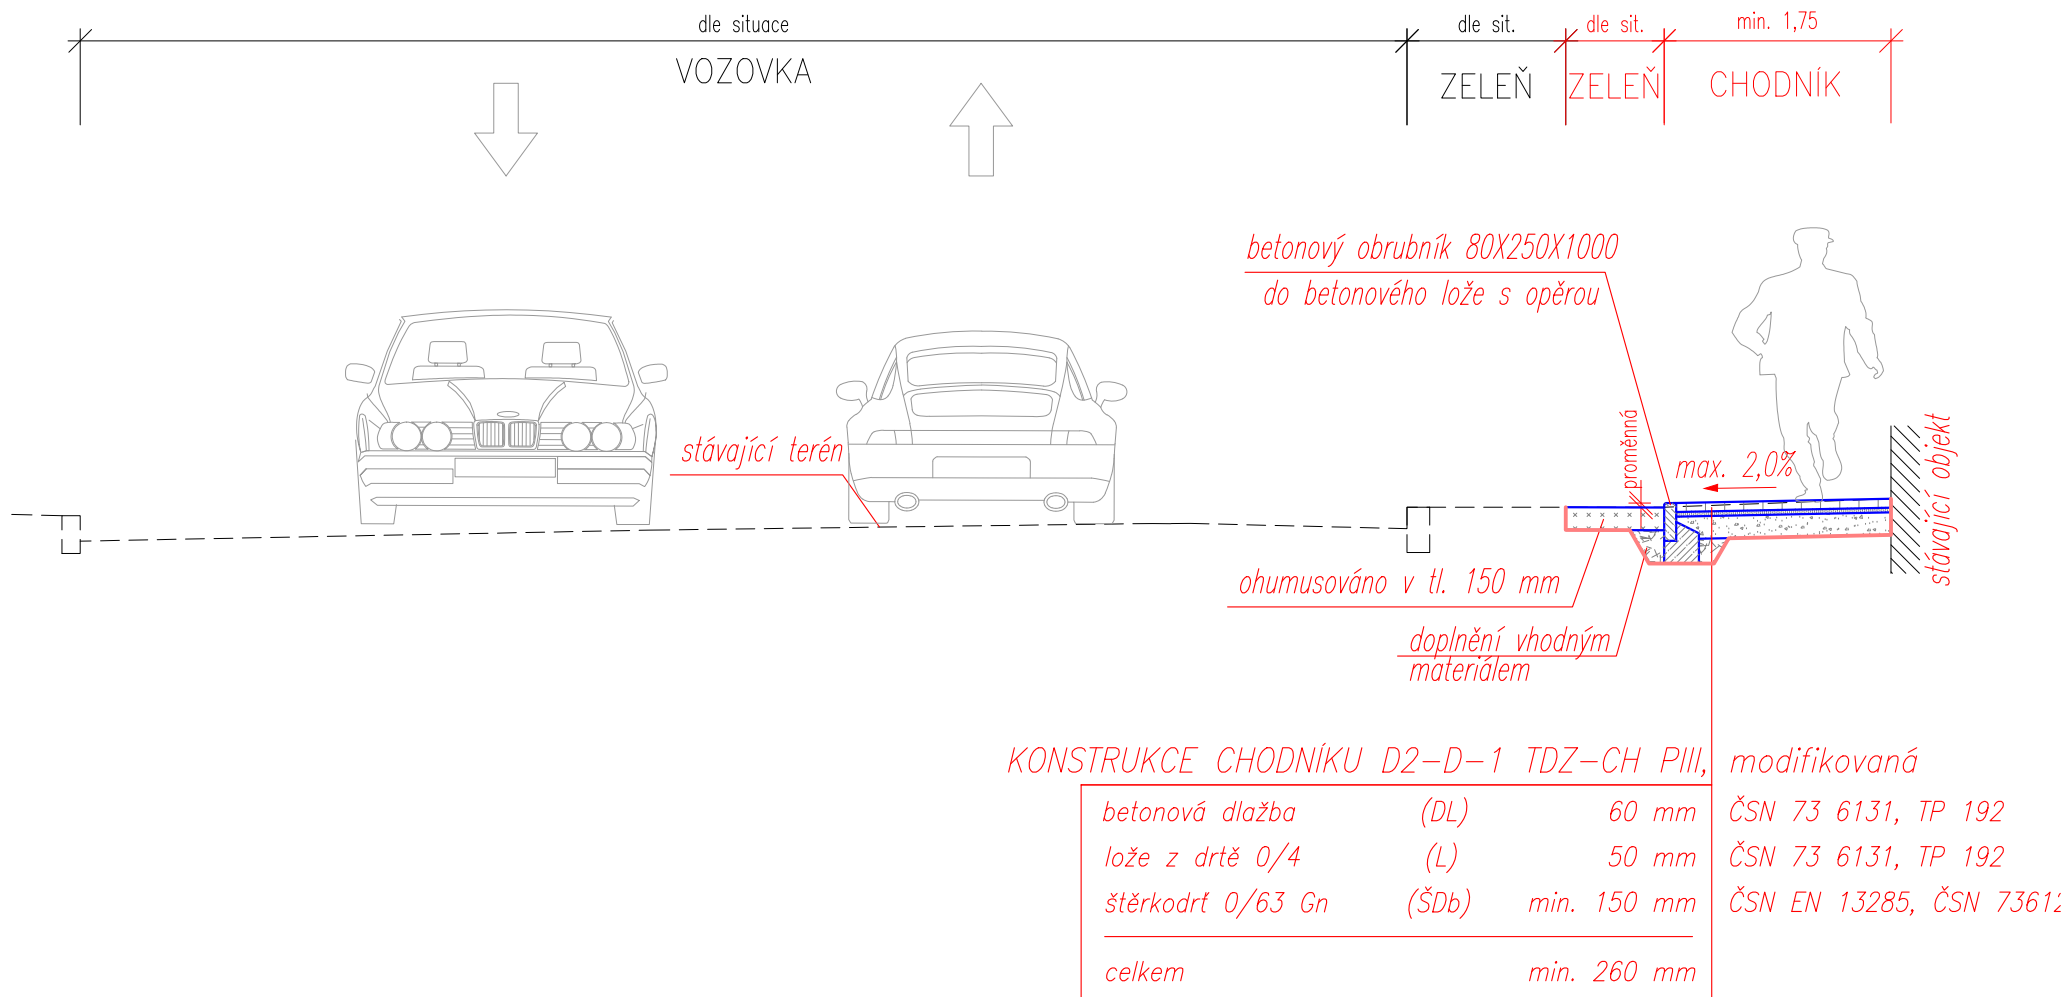 dle situace
dle sit.
dle sit.
min. 1,75
VOZOVKA
ZELEŇ
ZELEŇ
CHODNÍK
betonový obrubník 80X250X1000
do betonového lože s opěrou
stávající terén
proměnná
max. 2,0%
stávající objekt
ohumusováno v tl. 150 mm
doplnění vhodným
materiálem
KONSTRUKCE CHODNÍKU D2-D-1 TDZ-CH PIII, modifikovaná
betonová dlažba (DL) 60 mm ČSN 73 6131, TP 192
lože z drtě 0/4 (L) 50 mm ČSN 73 6131, TP 192
štěrkodrť 0/63 Gn (ŠDb) min. 150 mm ČSN EN 13285, ČSN 73612
celkem min. 260 mm